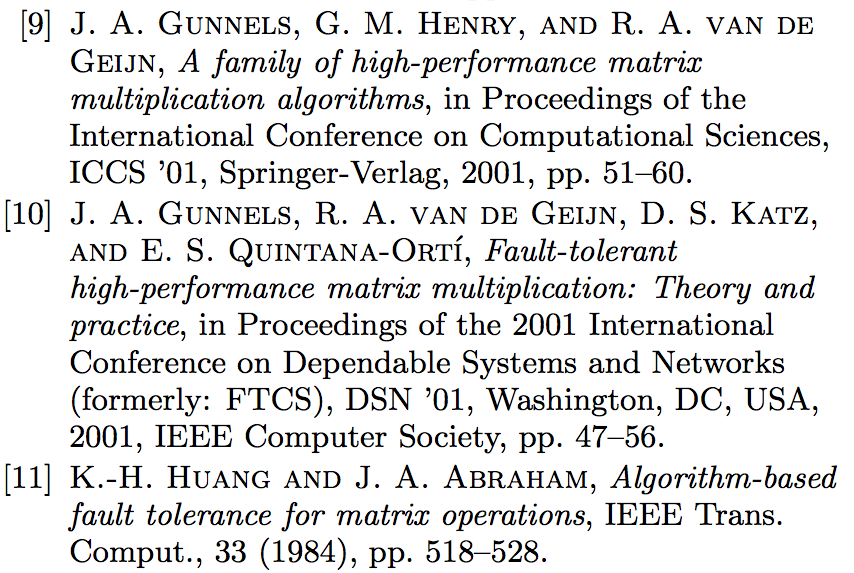 [9] J. A. Gunnels, G. M. Henry, and R. A. van de
Geijn, A family of high-performance matrix
multiplication algorithms, in Proceedings of the
International Conference on Computational Sciences,
ICCS ’01, Springer-Verlag, 2001, pp. 51–60.
[10] J. A. Gunnels, R. A. van de Geijn, D. S. Katz,
and E. S. Quintana-Ortí, Fault-tolerant
high-performance matrix multiplication: Theory and
practice, in Proceedings of the 2001 International
Conference on Dependable Systems and Networks
(formerly: FTCS), DSN ’01, Washington, DC, USA,
2001, IEEE Computer Society, pp. 47–56.
[11] K.-H. Huang and J. A. Abraham, Algorithm-based
fault tolerance for matrix operations, IEEE Trans.
Comput., 33 (1984), pp. 518–528.